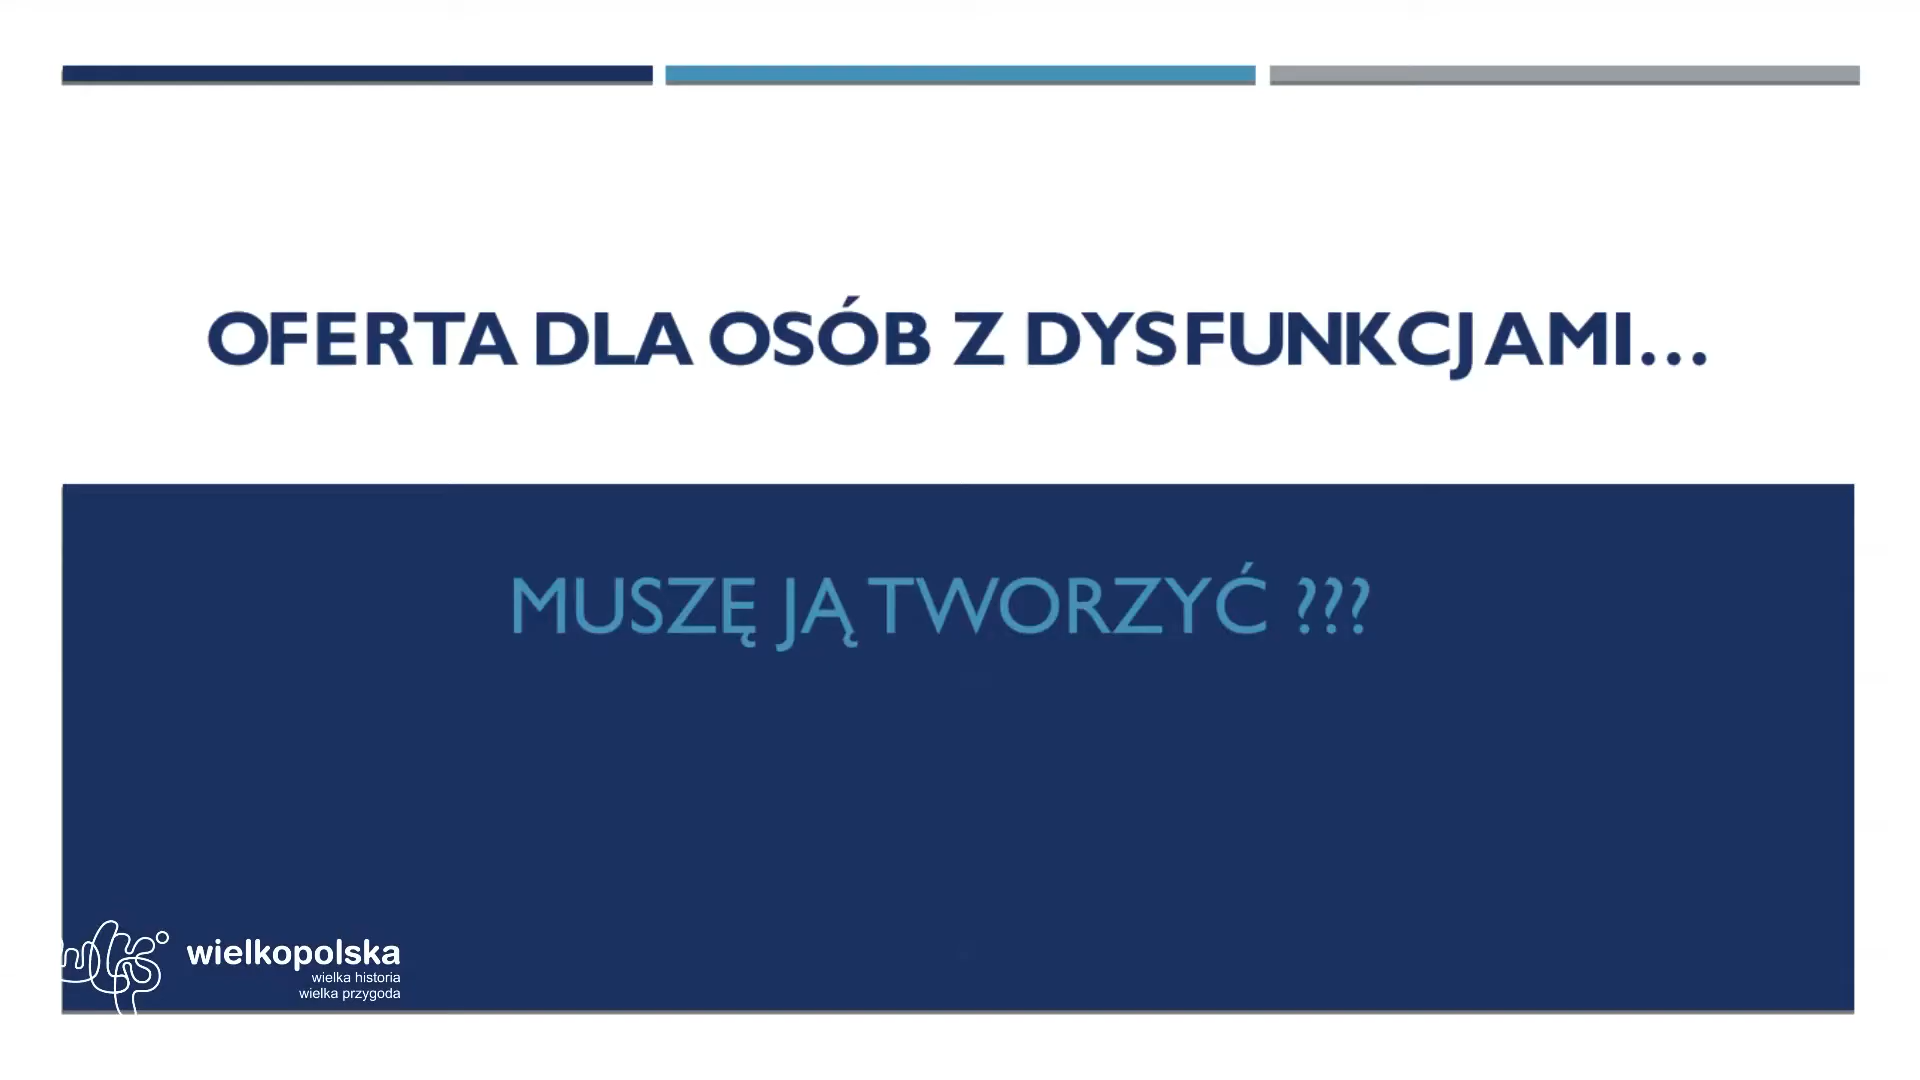 OFERTA DLA OSÓB Z DYSFUNKCJAMI...
MUSZĘ JĄ TWORZYĆ ???
wielkopolska
wielka historia
wielka przygoda